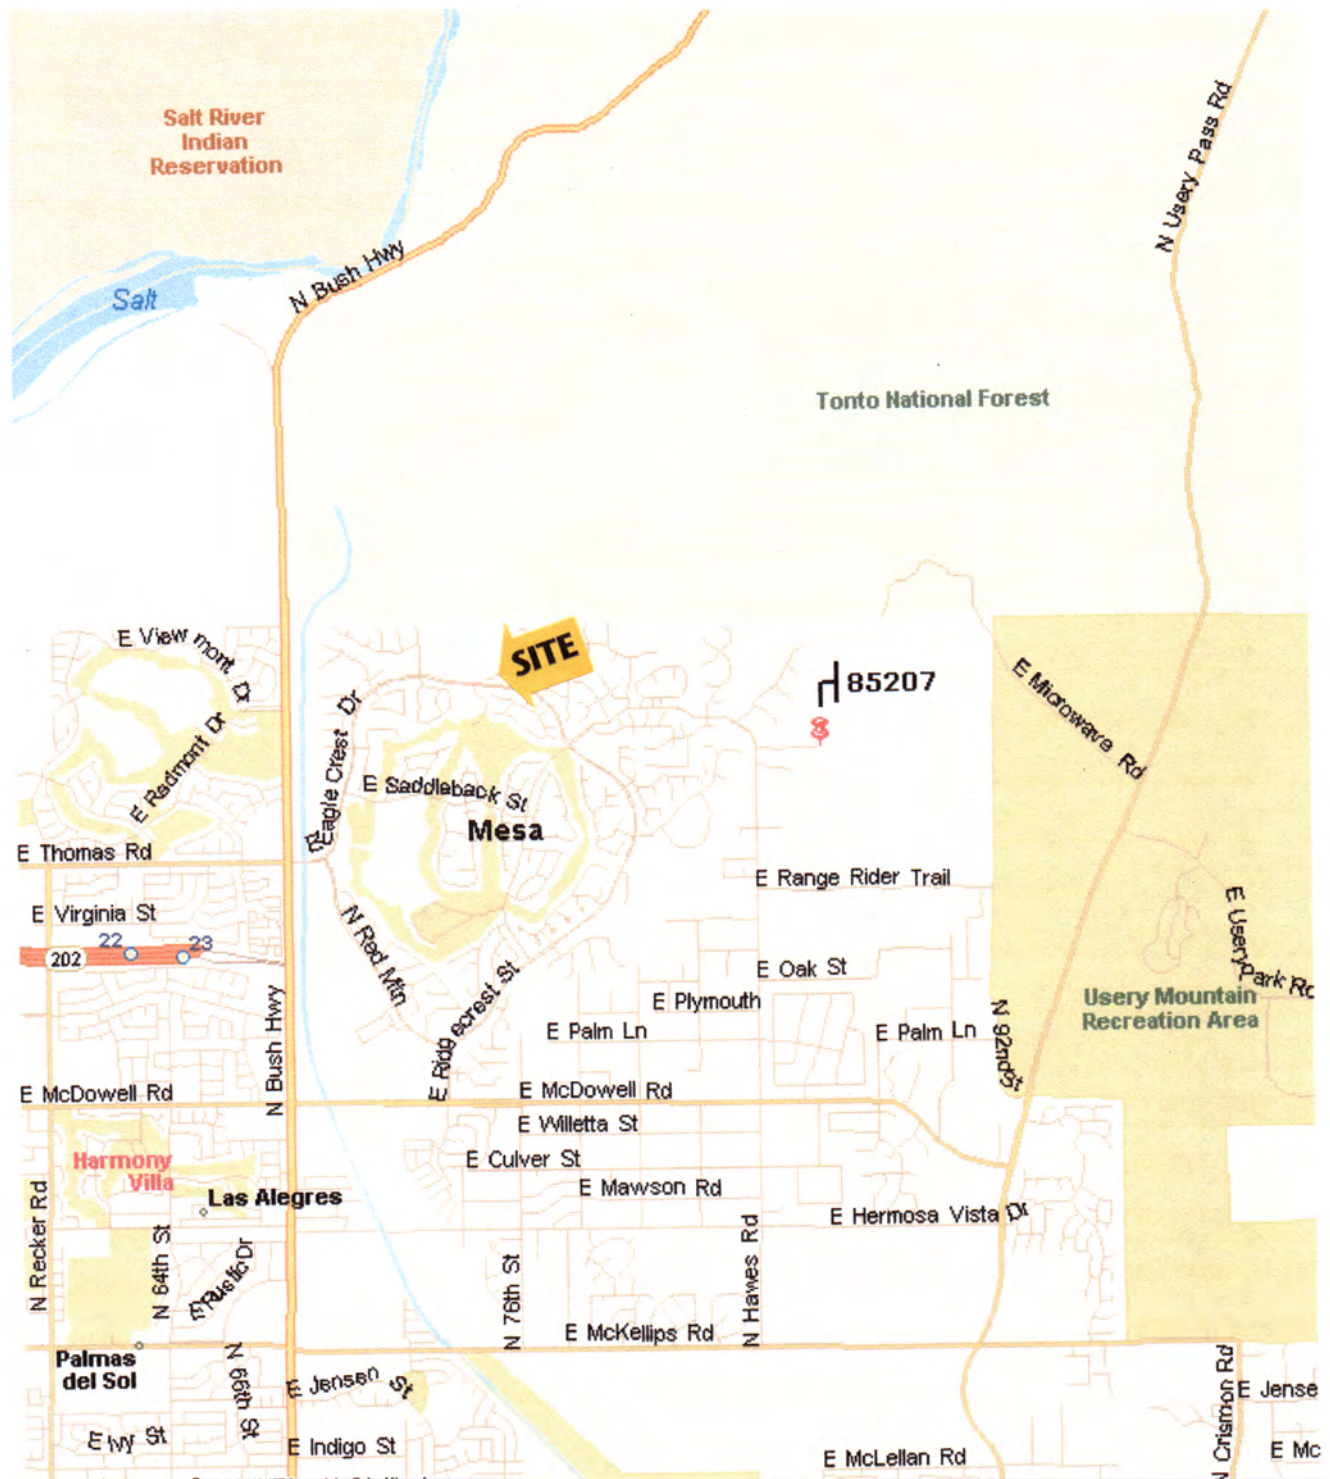 Salt River
Indian
Reservation
N Usery Pass Rd
N Bush Hwy
Salt
Tonto National Forest
E View mont Dr
SITE
E Microwave Rd
85207
E Redmont Dr
Eagle Crest Dr
E Saddleback St
Mesa
E Thomas Rd
Rd
E Range Rider Trail
E Virginia St
22
23
202
N Red Mtn
E Usery Park Rd
E Oak St
E Ridgecrest St
E Plymouth
Usery Mountain
Recreation Area
N Bush Hwy
E Palm Ln
E Palm Ln
N 92nd St
E McDowell Rd
E McDowell Rd
E Willetta St
Harmony
Villa
E Culver St
E Mawson Rd
Las Alegres
E Hermosa Vista Dr
N Recker Rd
N 64th St
E Rustic Dr
N 76th St
N Hawes Rd
E McKellips Rd
Palmas
del Sol
N 66th St
E Jensen St
N Crismon Rd
E Jense
E Ivy St
E Indigo St
E McLellan Rd
E Mc